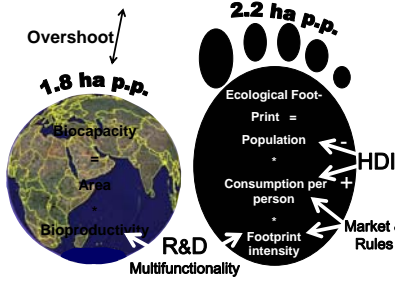 Overshoot
1.8 ha p.p.
Biocapacity
=
Area
*
Bioproductivity
2.2 ha p.p.
Ecological Foot-
Print =
Population
*
Consumption per
person
*
Footprint
intensity
-
HDI
+
Market &
Rules
R&D
Multifunctionality